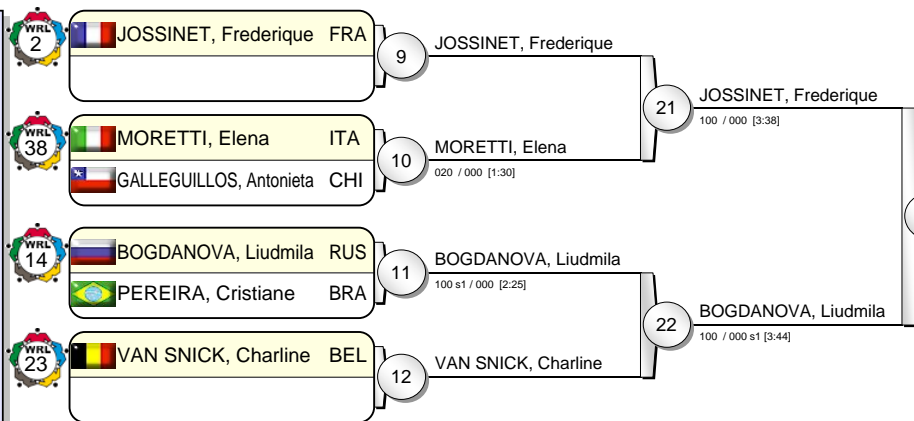 WRL 2 JOSSINET, Frederique FRA
9 JOSSINET, Frederique
21 JOSSINET, Frederique
100 / 000 [3:38]
WRL 38 MORETTI, Elena ITA
GALLEGUILLOS, Antonieta CHI
10 MORETTI, Elena
020 / 000 [1:30]
WRL 14 BOGDANOVA, Liudmila RUS
PEREIRA, Cristiane BRA
11 BOGDANOVA, Liudmila
100 s1 / 000 [2:25]
22 BOGDANOVA, Liudmila
100 / 000 s1 [3:44]
WRL 23 VAN SNICK, Charline BEL
12 VAN SNICK, Charline